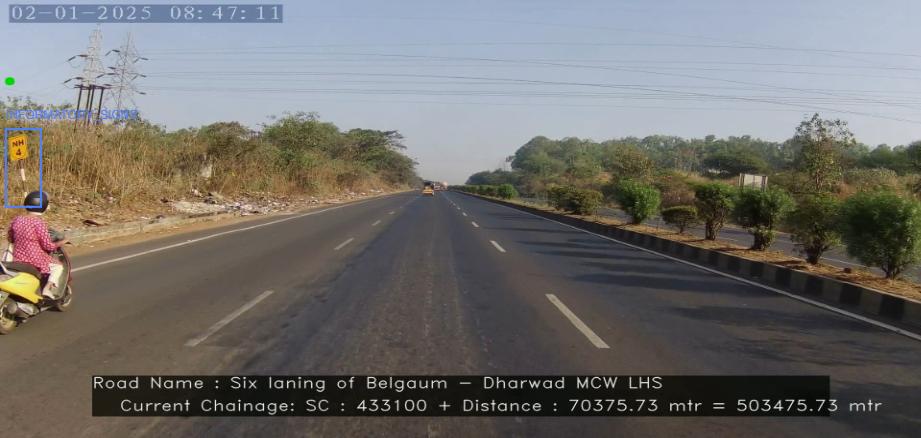 02-01-2025 08:47:11
INFORMATORY SIGNS
NH
4
Road Name : Six laning of Belgaum - Dharwad MCW LHS
Current Chainage: SC : 433100 + Distance : 70375.73 mtr = 503475.73 mtr